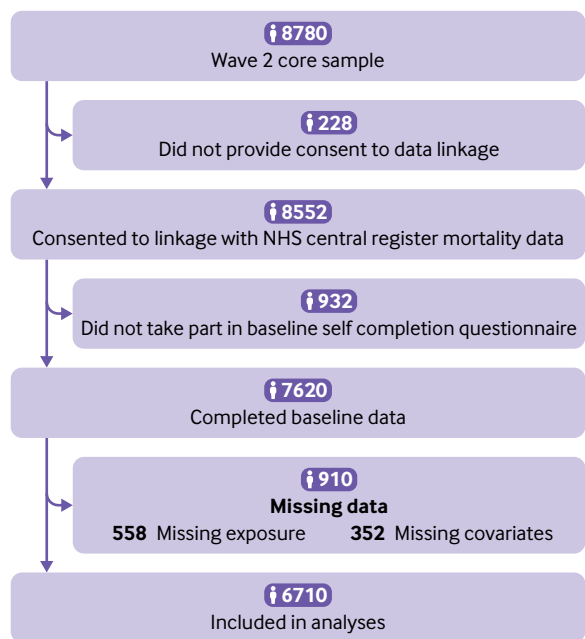 8780
Wave 2 core sample
228
Did not provide consent to data linkage
8552
Consented to linkage with NHS central register mortality data
932
Did not take part in baseline self completion questionnaire
7620
Completed baseline data
910
Missing data
558 Missing exposure 352 Missing covariates
6710
Included in analyses